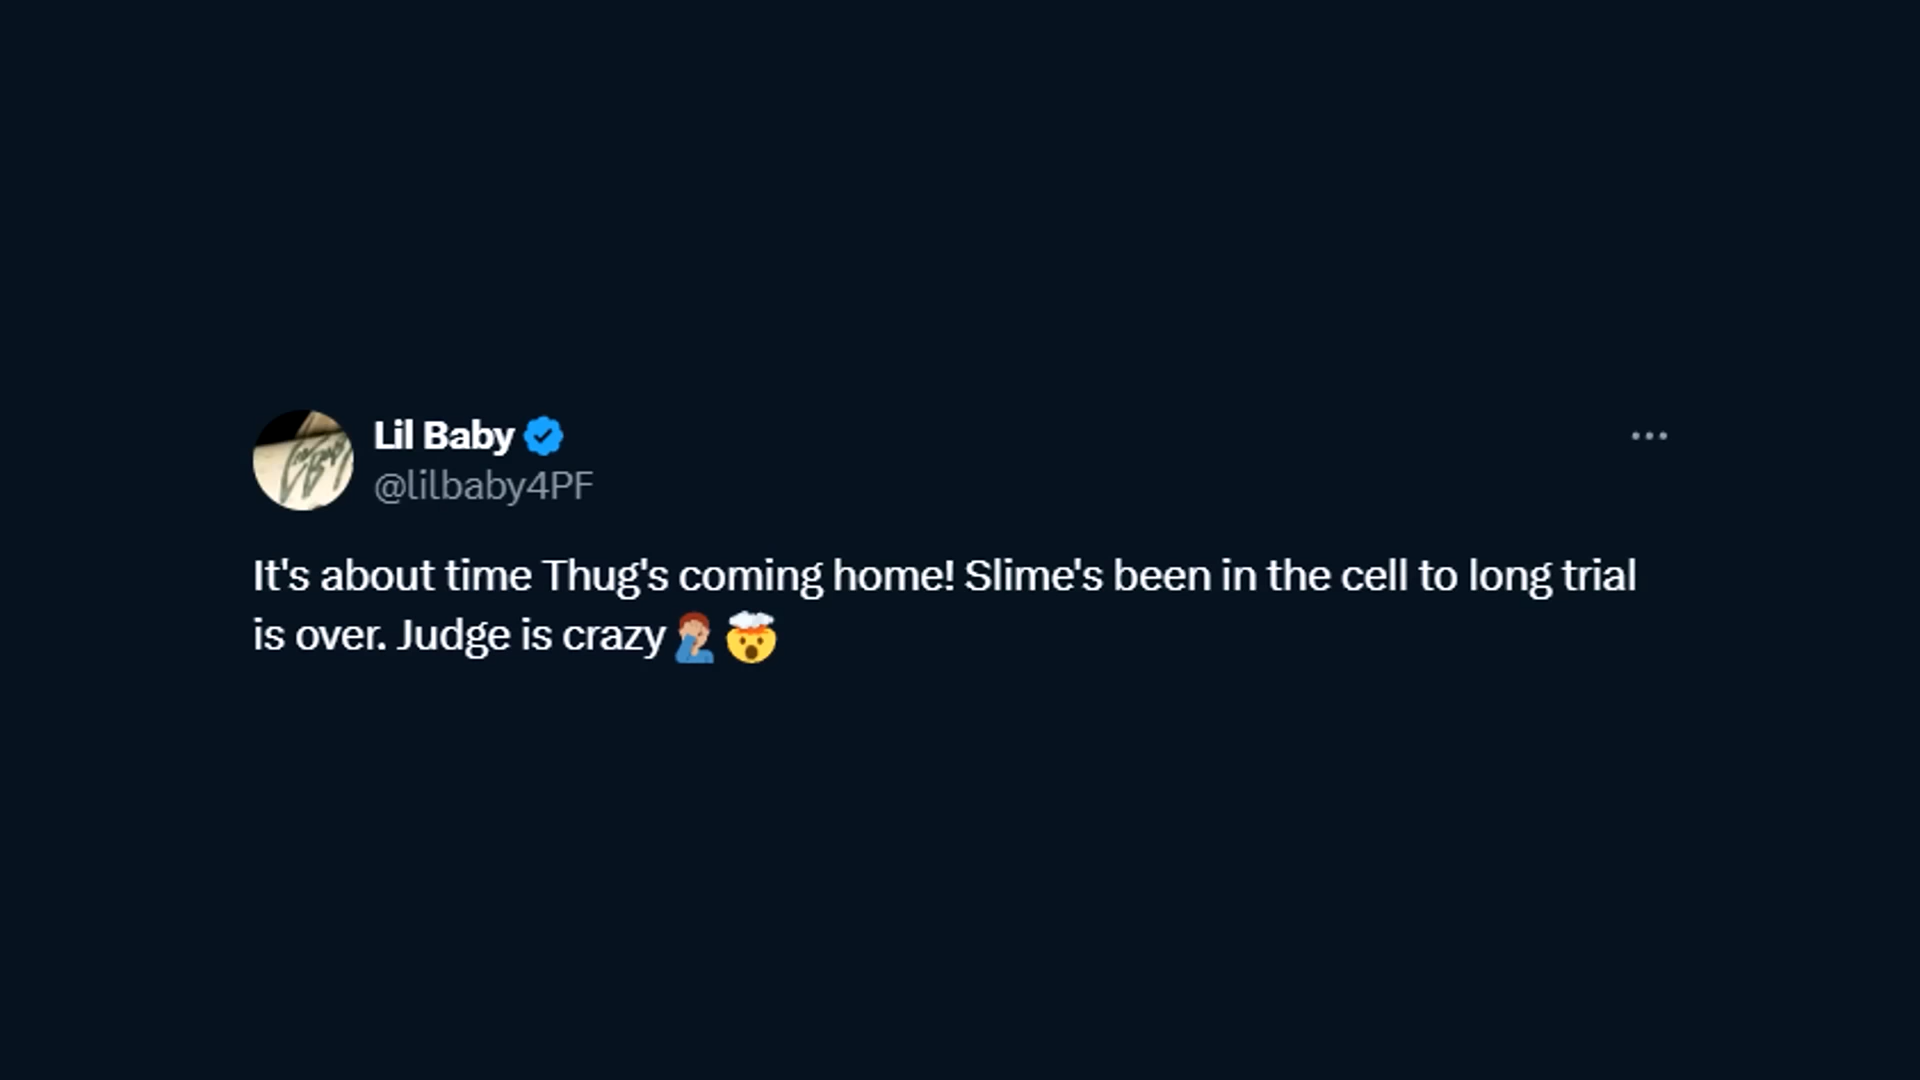 Lil Baby
@lilbaby4PF
It's about time Thug's coming home! Slime's been in the cell to long trial
is over. Judge is crazy🤦🏽‍♂️🤯